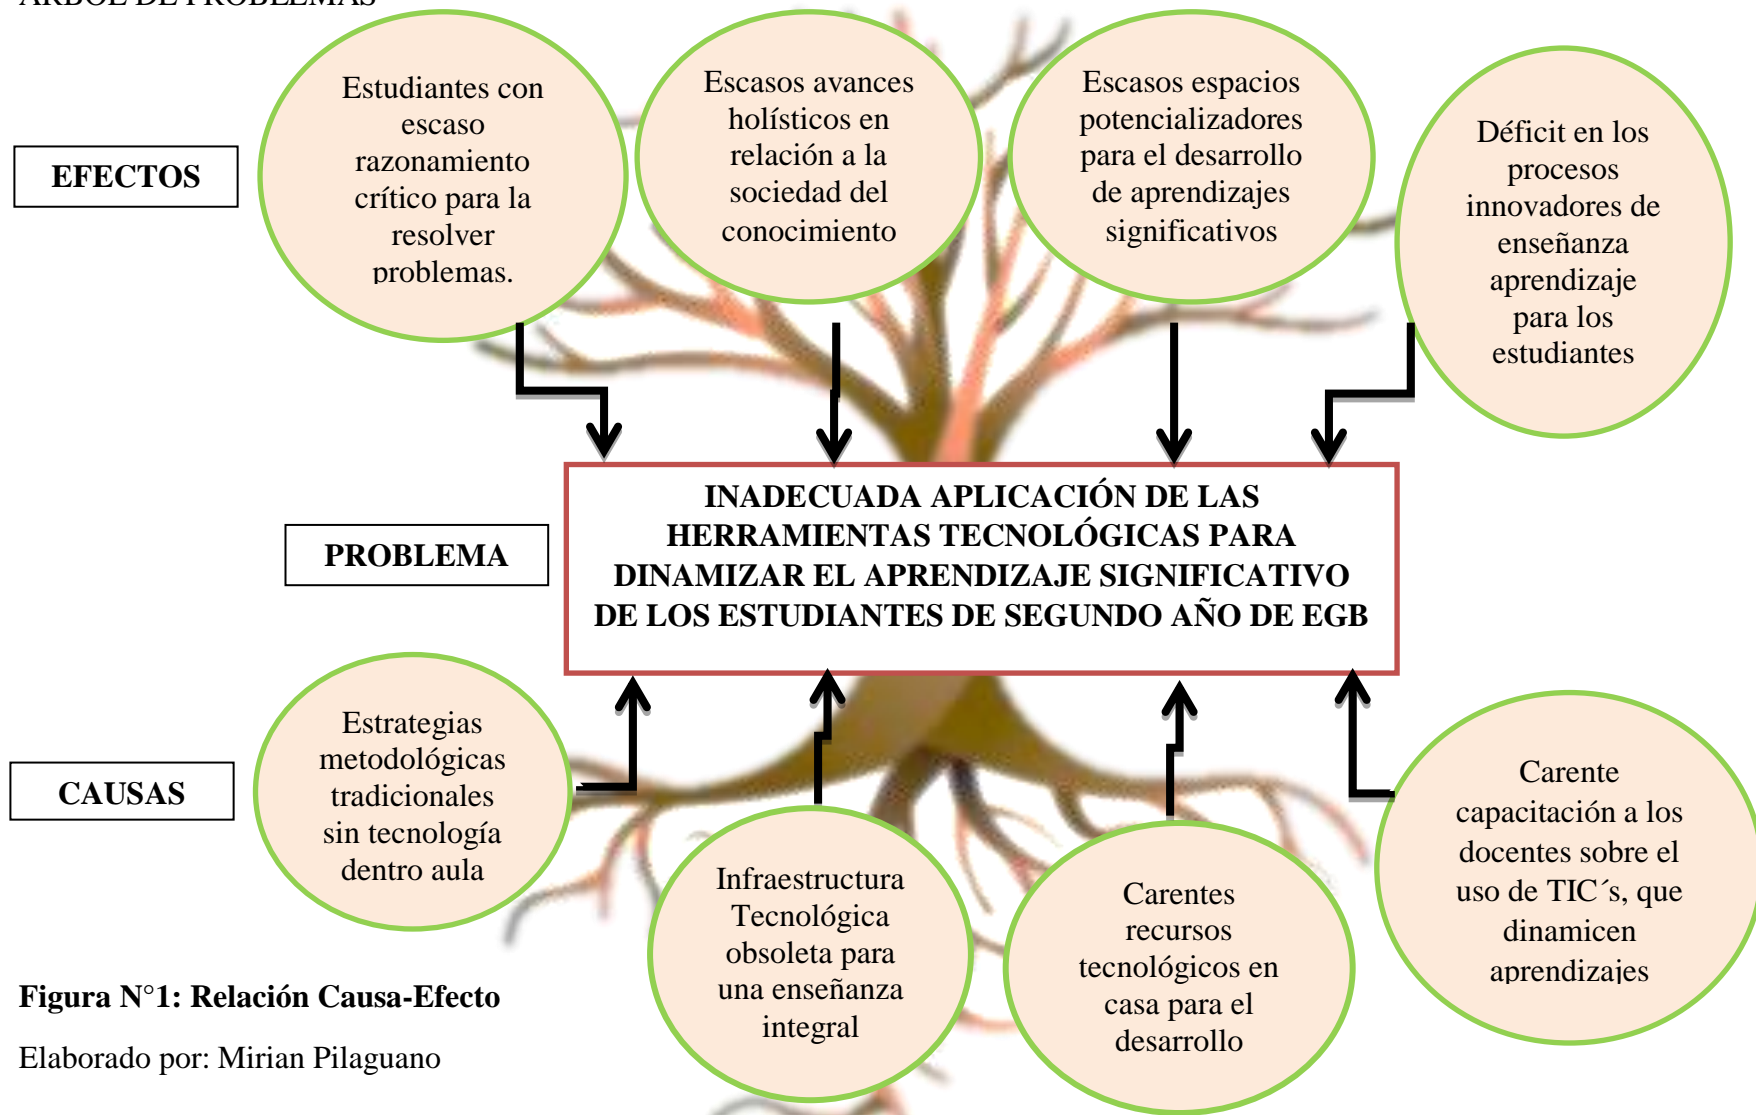 ÁRBOL DE PROBLEMAS
EFECTOS
Estudiantes con
escaso
razonamiento
crítico para la
resolver
problemas.
Escasos avances
holísticos en
relación a la
sociedad del
conocimiento
Escasos espacios
potencializadores
para el desarrollo
de aprendizajes
significativos
Déficit en los
procesos
innovadores de
enseñanza
aprendizaje
para los
estudiantes
PROBLEMA
INADECUADA APLICACIÓN DE LAS
HERRAMIENTAS TECNOLÓGICAS PARA
DINAMIZAR EL APRENDIZAJE SIGNIFICATIVO
DE LOS ESTUDIANTES DE SEGUNDO AÑO DE EGB
CAUSAS
Estrategias
metodológicas
tradicionales
sin tecnología
dentro aula
Infraestructura
Tecnológica
obsoleta para
una enseñanza
integral
Carentes
recursos
tecnológicos en
casa para el
desarrollo
Carente
capacitación a los
docentes sobre el
uso de TIC´s, que
dinamicen
aprendizajes
Figura N°1: Relación Causa-Efecto
Elaborado por: Mirian Pilaguano